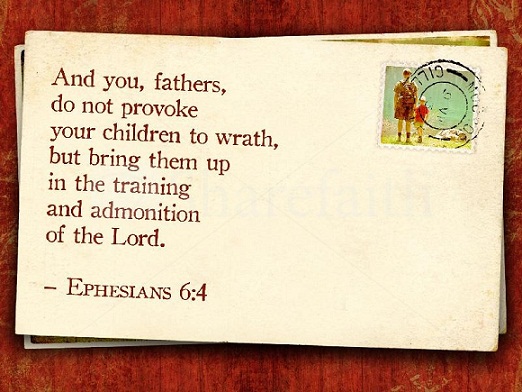 And you, fathers,
do not provoke
your children to wrath,
but bring them up
in the training
and admonition
of the Lord.
– Ephesians 6:4
sharefaith